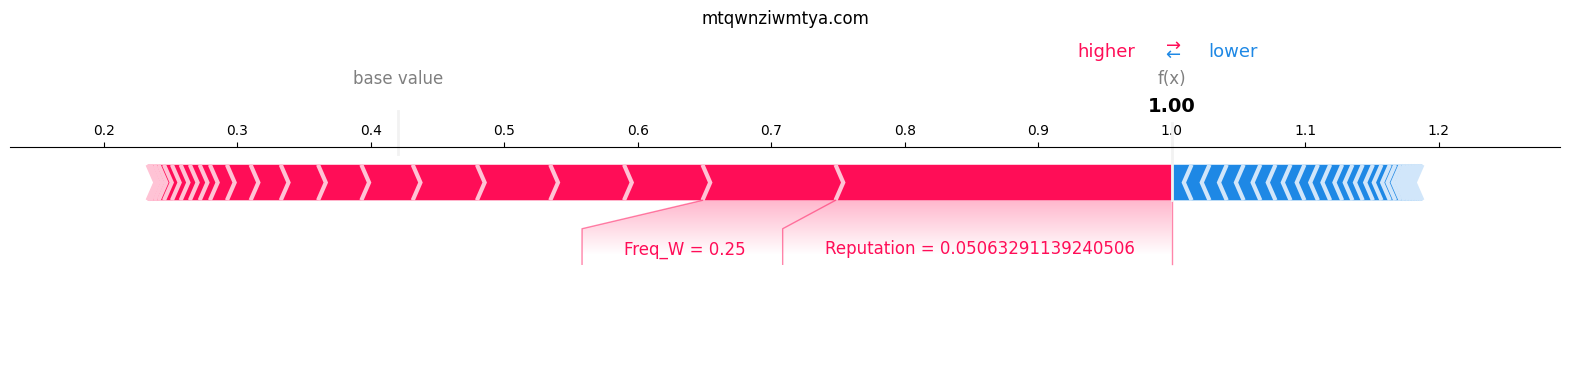 mtqwnziwmtya.com
higher ⇄ lower
base value
f(x)
1.00
0.2 0.3 0.4 0.5 0.6 0.7 0.8 0.9 1.0 1.1 1.2
Freq_W = 0.25
Reputation = 0.05063291139240506